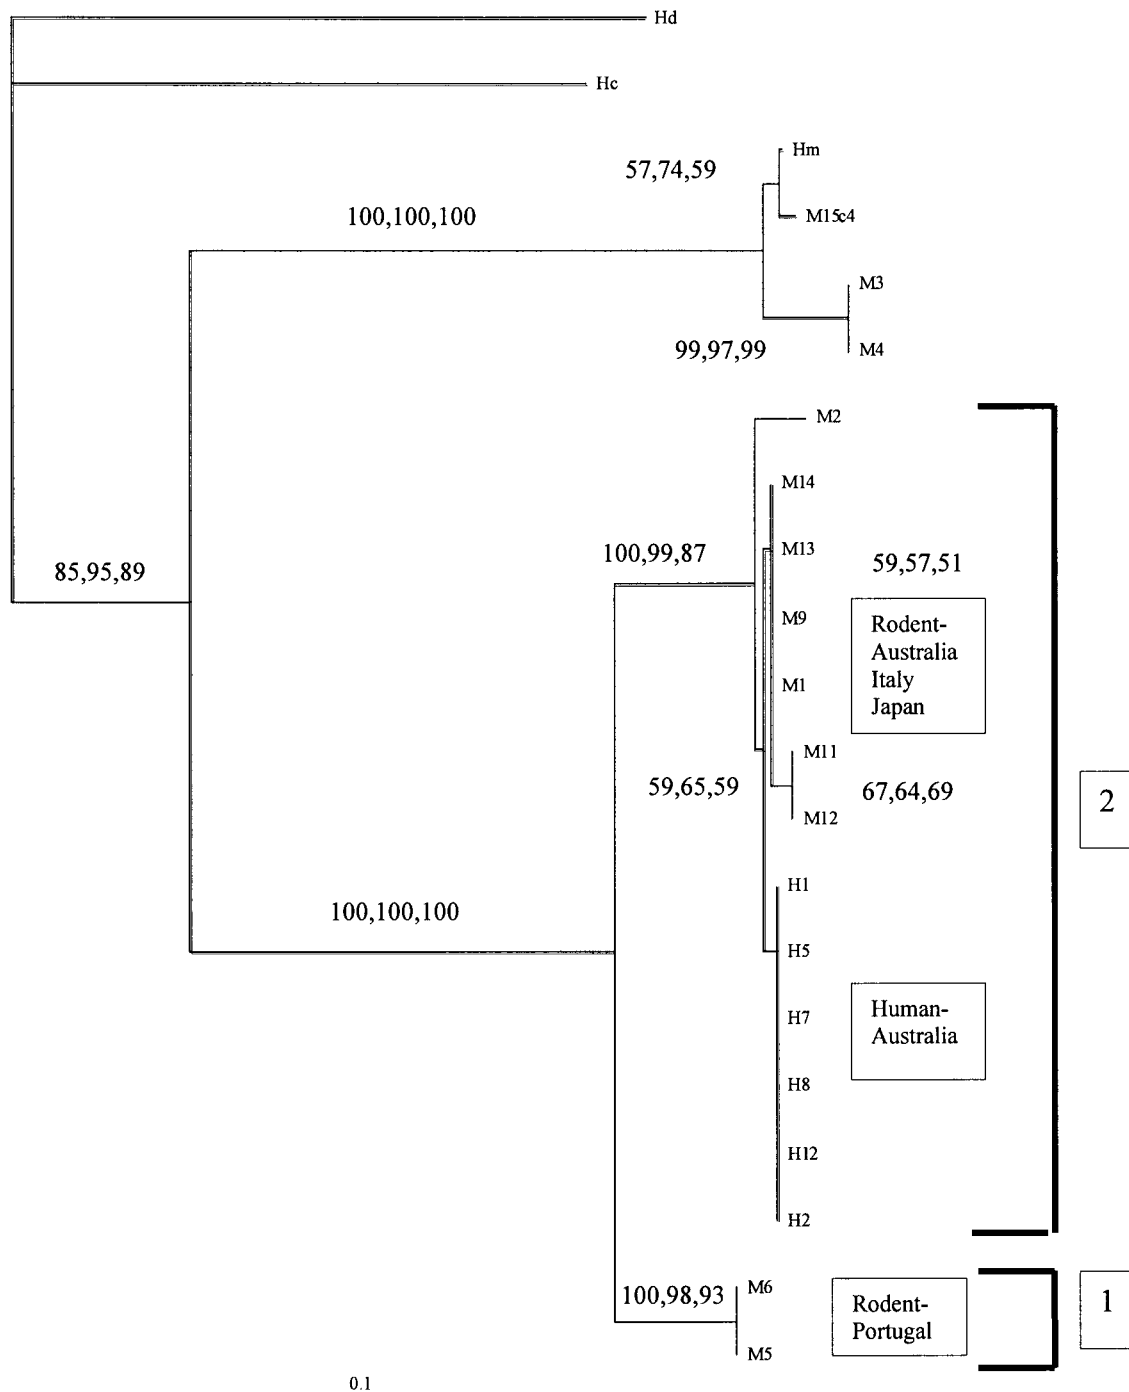 Hd
Hc
Hm
57,74,59
M15c4
100,100,100
M3
99,97,99
M4
M2
M14
100,99,87
M13
59,57,51
85,95,89
M9
Rodent-
Australia
Italy
Japan
M1
M11
59,65,59
67,64,69
M12
2
H1
100,100,100
H5
H7
Human-
Australia
H8
H12
H2
M6
100,98,93
Rodent-
Portugal
1
M5
0.1